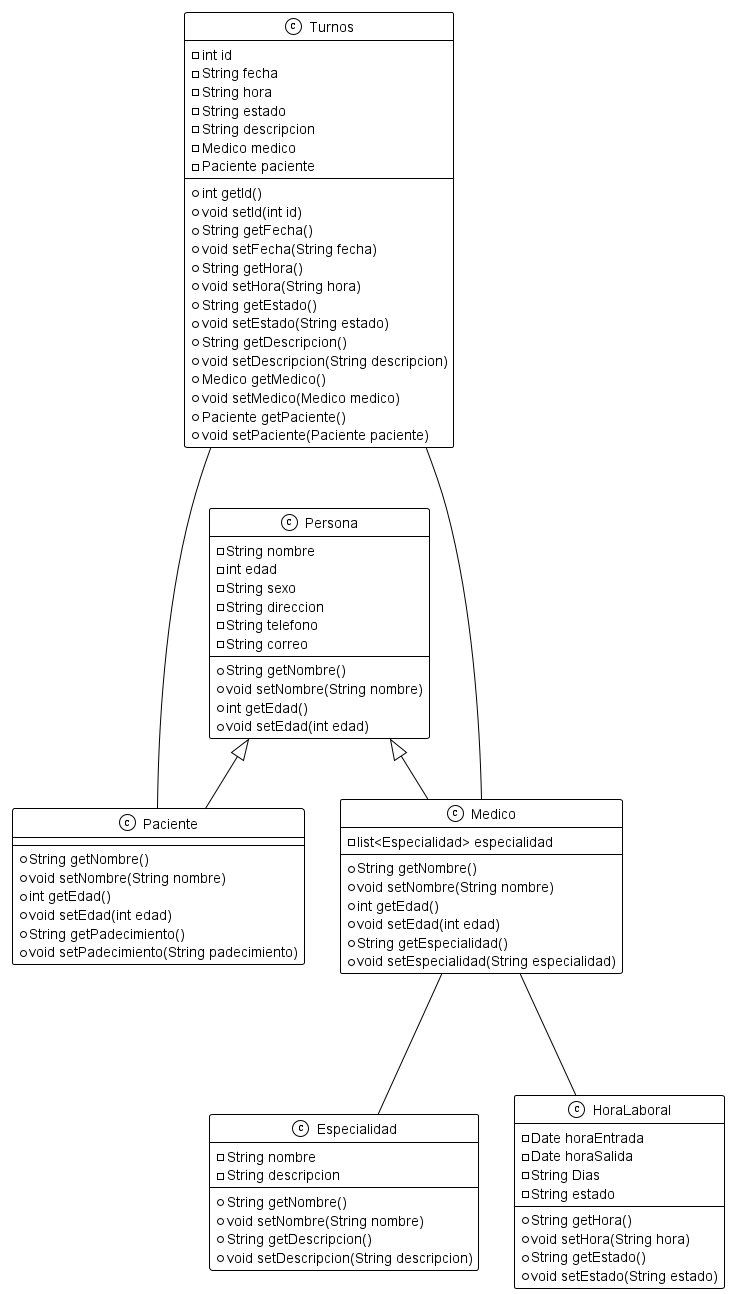 C Turnos
int id
String fecha
String hora
String estado
String descripcion
Medico medico
Paciente paciente
int getId()
void setId(int id)
String getFecha()
void setFecha(String fecha)
String getHora()
void setHora(String hora)
String getEstado()
void setEstado(String estado)
String getDescripcion()
void setDescripcion(String descripcion)
Medico getMedico()
void setMedico(Medico medico)
Paciente getPaciente()
void setPaciente(Paciente paciente)
C Persona
String nombre
int edad
String sexo
String direccion
String telefono
String correo
String getNombre()
void setNombre(String nombre)
int getEdad()
void setEdad(int edad)
C Paciente
String getNombre()
void setNombre(String nombre)
int getEdad()
void setEdad(int edad)
String getPadecimiento()
void setPadecimiento(String padecimiento)
C Medico
list<Especialidad> especialidad
String getNombre()
void setNombre(String nombre)
int getEdad()
void setEdad(int edad)
String getEspecialidad()
void setEspecialidad(String especialidad)
C Especialidad
String nombre
String descripcion
String getNombre()
void setNombre(String nombre)
String getDescripcion()
void setDescripcion(String descripcion)
C HoraLaboral
Date horaEntrada
Date horaSalida
String Dias
String estado
String getHora()
void setHora(String hora)
String getEstado()
void setEstado(String estado)